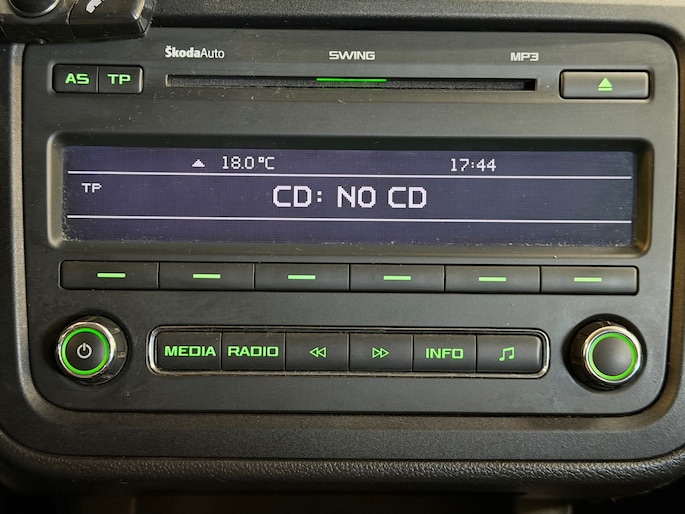 ŠkodaAuto SWING MP3
AS TP
18.0°C 17:44
TP
CD: NO CD
MEDIA RADIO INFO